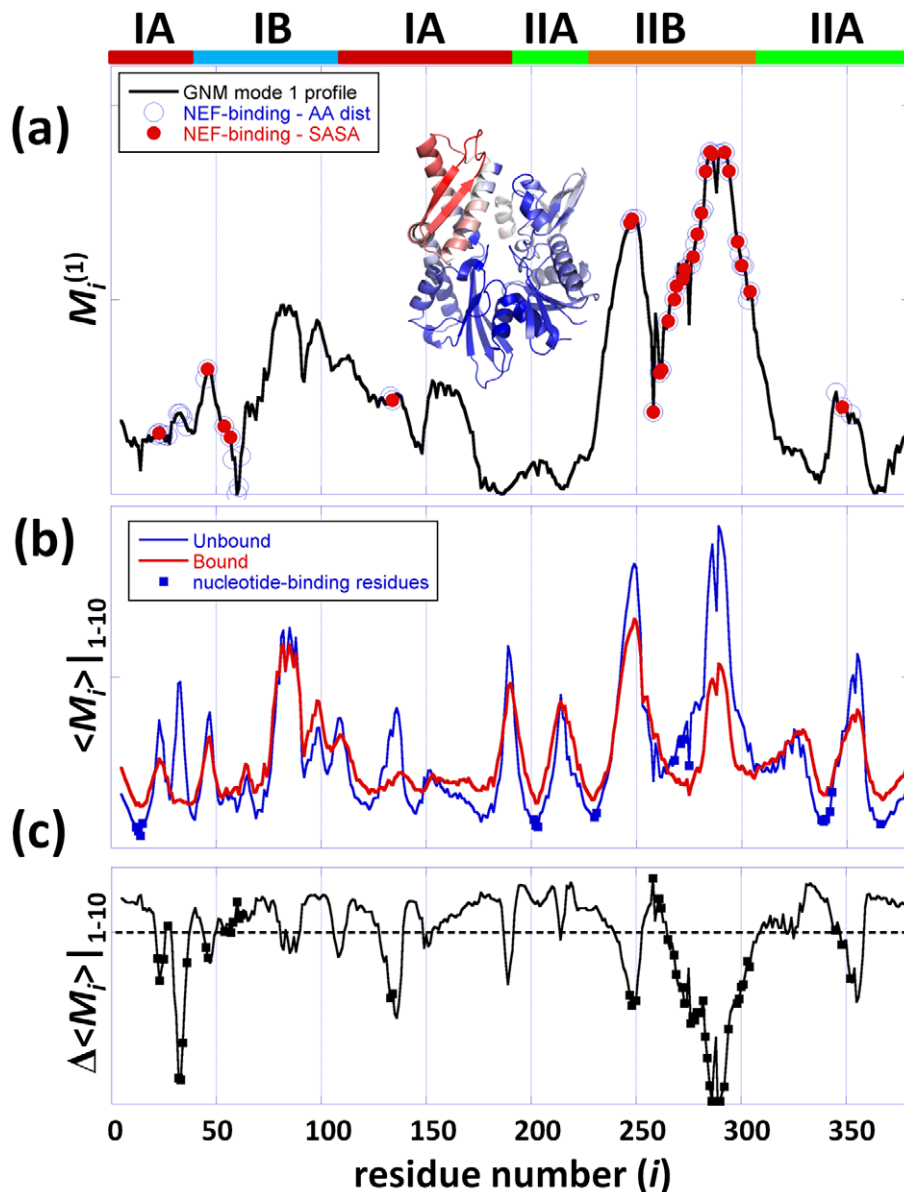 IA IB IA IIA IIB IIA
(a)
GNM mode 1 profile
NEF-binding - AA dist
NEF-binding - SASA
M_i^(1)
(b)
Unbound
Bound
nucleotide-binding residues
<M_i>|_1-10
(c)
Δ<M_i>|_1-10
0 50 100 150 200 250 300 350
residue number (i)